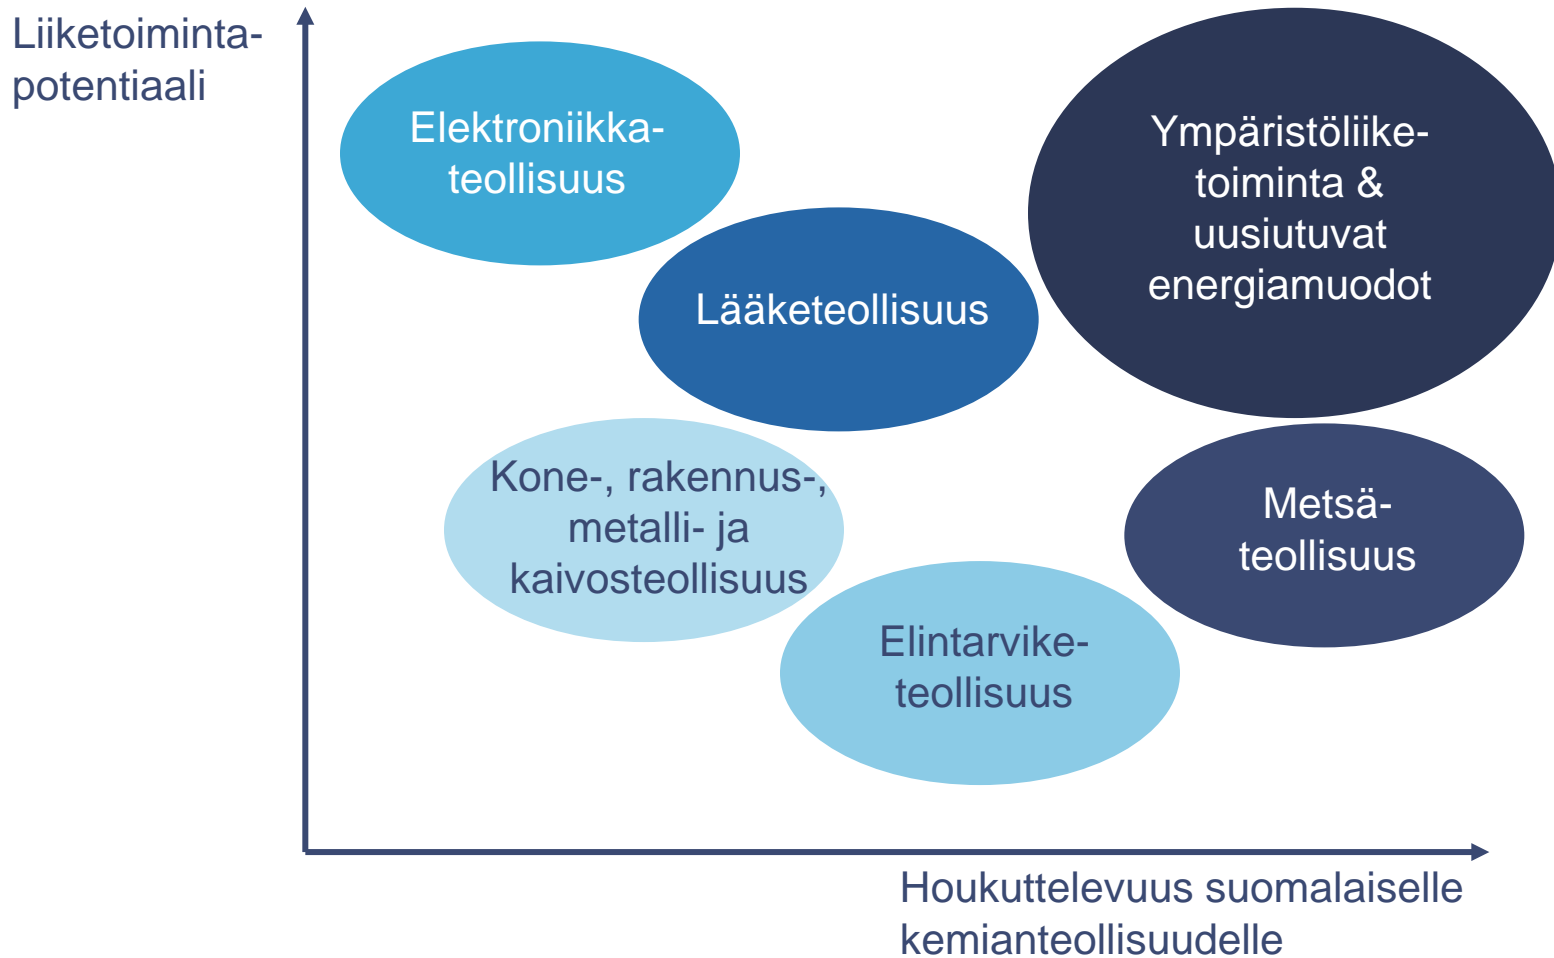 Liiketoiminta-
potentiaali
Elektroniikka-
teollisuus
Ympäristöliike-
toiminta &
uusiutuvat
energiamuodot
Lääketeollisuus
Kone-, rakennus-,
metalli- ja
kaivosteollisuus
Metsä-
teollisuus
Elintarvike-
teollisuus
Houkuttelevuus suomalaiselle
kemianteollisuudelle